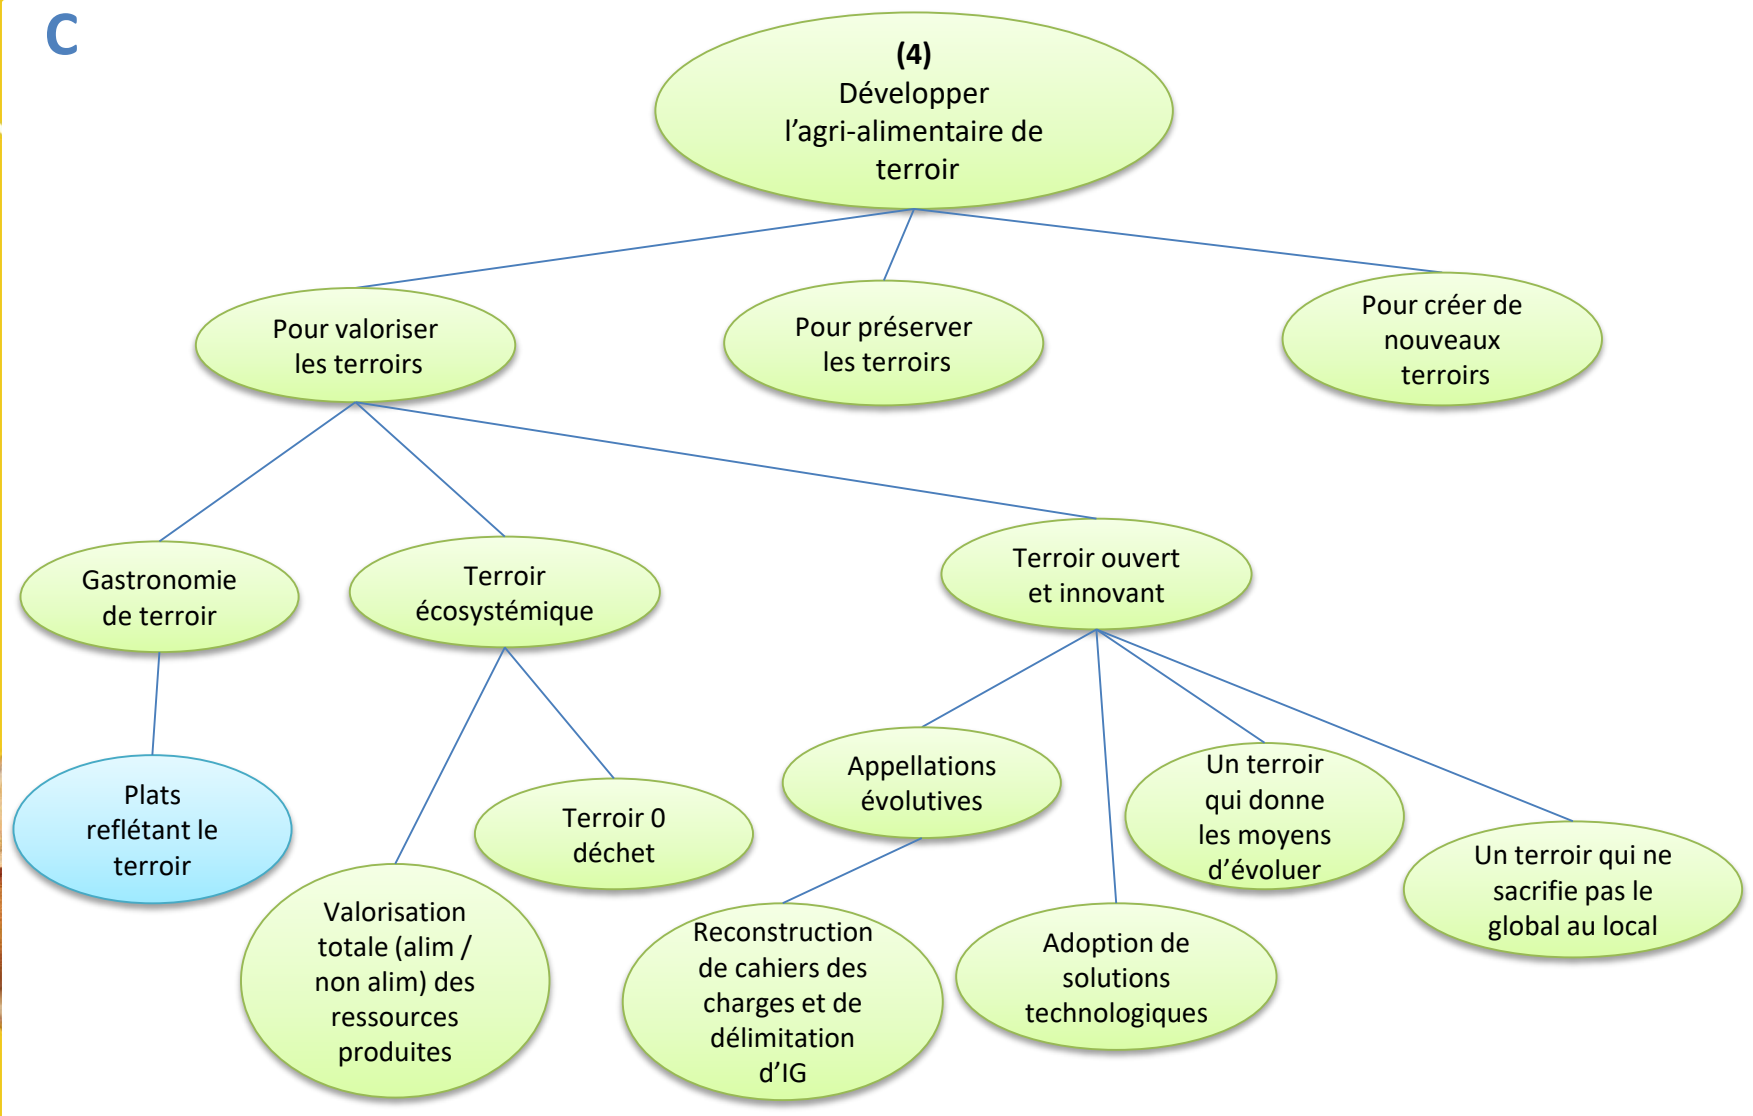 C
(4)
Développer
l’agri-alimentaire de
terroir
Pour valoriser
les terroirs
Pour préserver
les terroirs
Pour créer de
nouveaux
terroirs
Gastronomie
de terroir
Terroir
écosystémique
Terroir ouvert
et innovant
Plats
reflétant le
terroir
Valorisation
totale (alim /
non alim) des
ressources
produites
Terroir 0
déchet
Appellations
évolutives
Reconstruction
de cahiers des
charges et de
délimitation
d’IG
Adoption de
solutions
technologiques
Un terroir
qui donne
les moyens
d’évoluer
Un terroir qui ne
sacrifie pas le
global au local